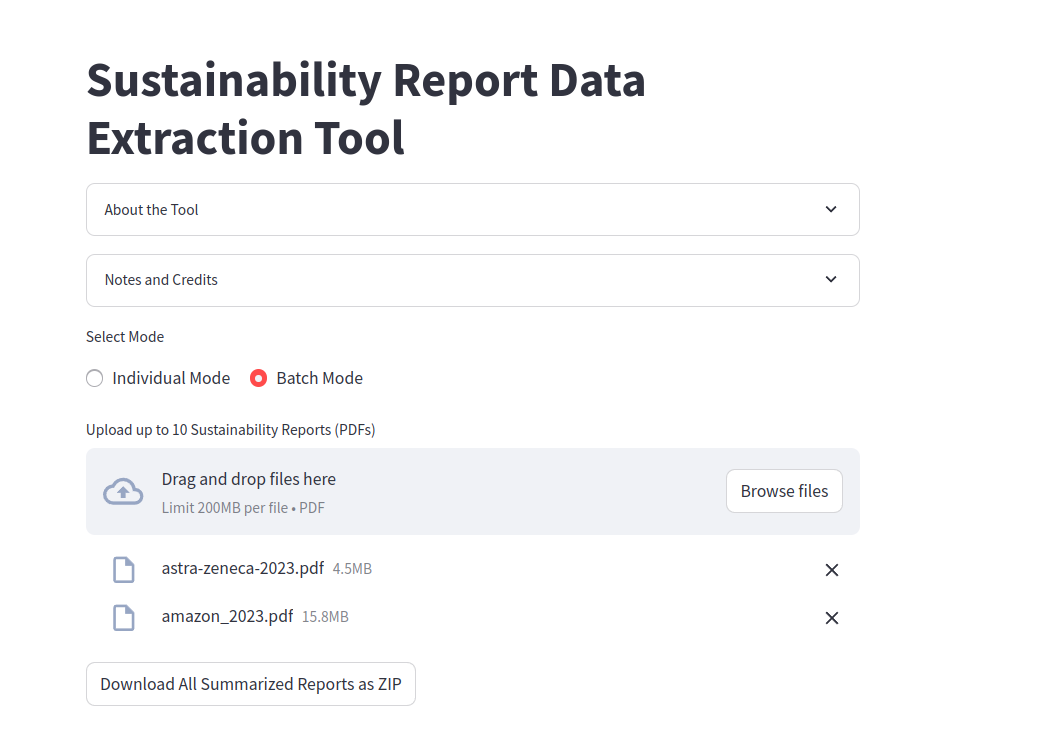 Sustainability Report Data
Extraction Tool
About the Tool
Notes and Credits
Select Mode
Individual Mode Batch Mode
Upload up to 10 Sustainability Reports (PDFs)
Drag and drop files here
Limit 200MB per file • PDF
Browse files
astra-zeneca-2023.pdf 4.5MB
amazon_2023.pdf 15.8MB
Download All Summarized Reports as ZIP